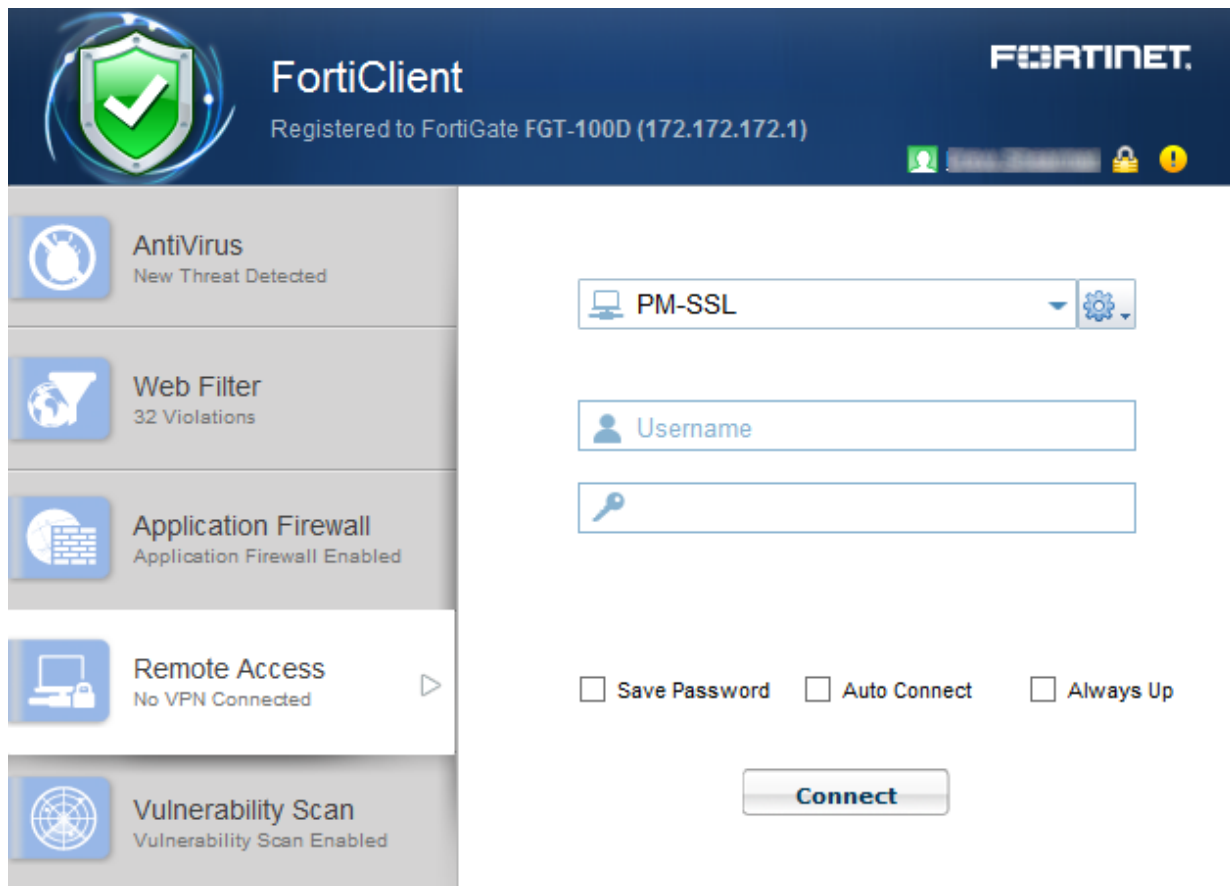 FortiClient
FORTINET
Registered to FortiGate FGT-100D (172.172.172.1)
AntiVirus
New Threat Detected
Web Filter
32 Violations
Application Firewall
Application Firewall Enabled
Remote Access
No VPN Connected
Vulnerability Scan
Vulnerability Scan Enabled
PM-SSL
Username
Save Password
Auto Connect
Always Up
Connect